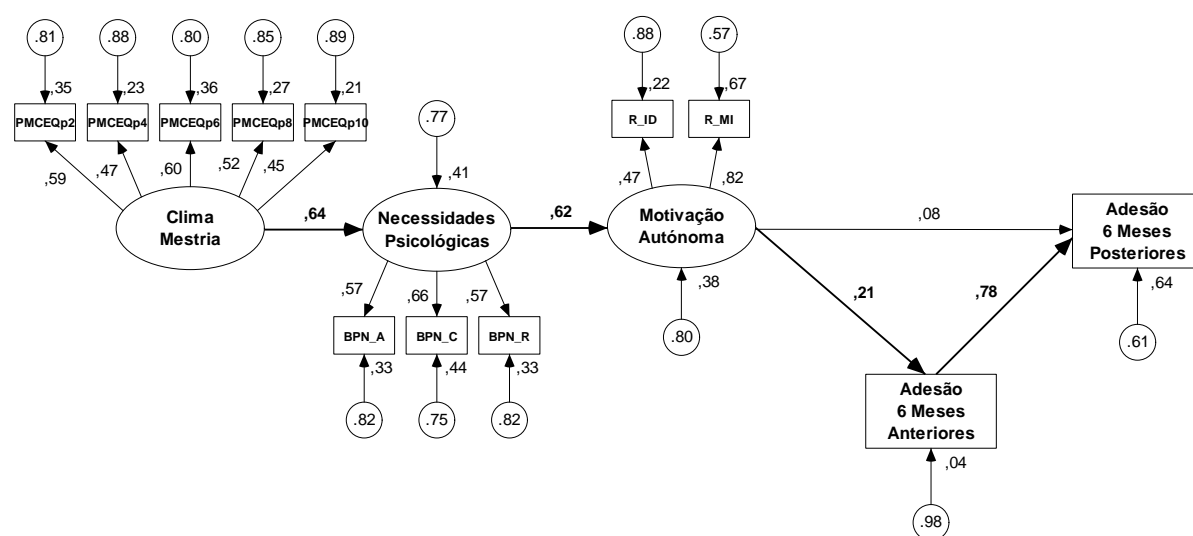 .81 .88 .80 .85 .89
,35 ,23 ,36 ,27 ,21
PMCEQp2 PMCEQp4 PMCEQp6 PMCEQp8 PMCEQp10
,59 ,47 ,60 ,52 ,45
Clima
Mestria
,64
.77
,41
Necessidades
Psicológicas
,57 ,66 ,57
BPN_A BPN_C BPN_R
,33 ,44 ,33
.82 .75 .82
,62
.88 .57
,22 ,67
R_ID R_MI
,47 ,82
Motivação
Autónoma
,38
.80
,08
,21
,78
Adesão
6 Meses
Posteriores
,64
.61
Adesão
6 Meses
Anteriores
,04
.98